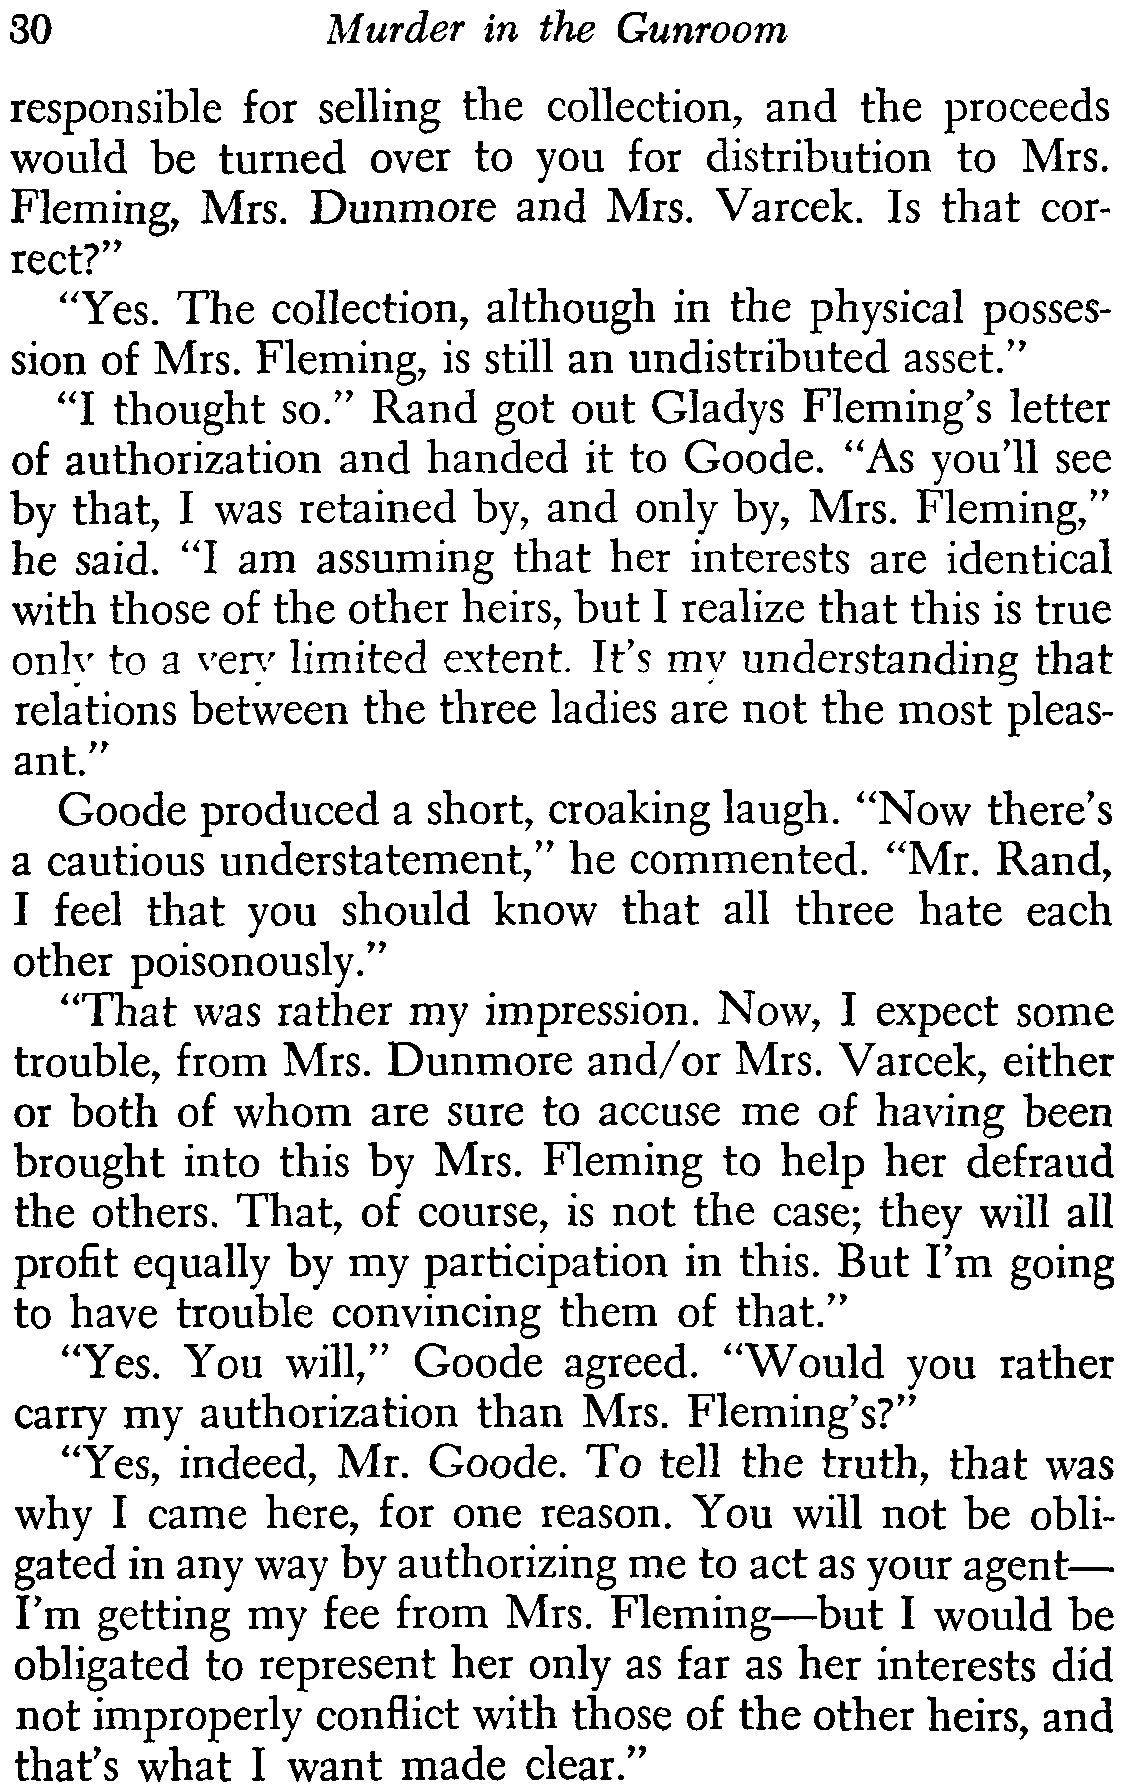 30 Murder in the Gunroom
responsible for selling the collection, and the proceeds
would be turned over to you for distribution to Mrs.
Fleming, Mrs. Dunmore and Mrs. Varcek. Is that cor-
rect?"
"Yes. The collection, although in the physical posses-
sion of Mrs. Fleming, is still an undistributed asset."
"I thought so." Rand got out Gladys Fleming's letter
of authorization and handed it to Goode. "As you'll see
by that, I was retained by, and only by, Mrs. Fleming,"
he said. "I am assuming that her interests are identical
with those of the other heirs, but I realize that this is true
only to a very limited extent. It's my understanding that
relations between the three ladies are not the most pleas-
ant."
Goode produced a short, croaking laugh. "Now there's
a cautious understatement," he commented. "Mr. Rand,
I feel that you should know that all three hate each
other poisonously."
"That was rather my impression. Now, I expect some
trouble, from Mrs. Dunmore and/or Mrs. Varcek, either
or both of whom are sure to accuse me of having been
brought into this by Mrs. Fleming to help her defraud
the others. That, of course, is not the case; they will all
profit equally by my participation in this. But I'm going
to have trouble convincing them of that."
"Yes. You will," Goode agreed. "Would you rather
carry my authorization than Mrs. Fleming's?"
"Yes, indeed, Mr. Goode. To tell the truth, that was
why I came here, for one reason. You will not be obli-
gated in any way by authorizing me to act as your agent—
I'm getting my fee from Mrs. Fleming—but I would be
obligated to represent her only as far as her interests did
not improperly conflict with those of the other heirs, and
that's what I want made clear."